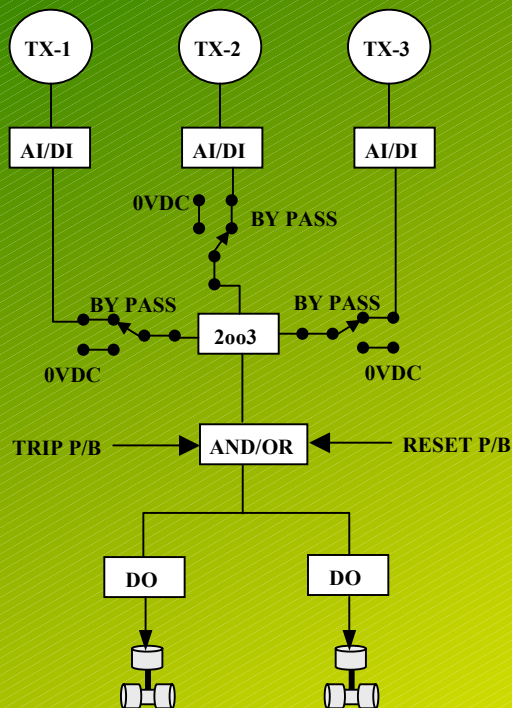 TX-1
TX-2
TX-3
AI/DI
AI/DI
AI/DI
0VDC
BY PASS
BY PASS
BY PASS
2oo3
0VDC
0VDC
TRIP P/B
AND/OR
RESET P/B
DO
DO